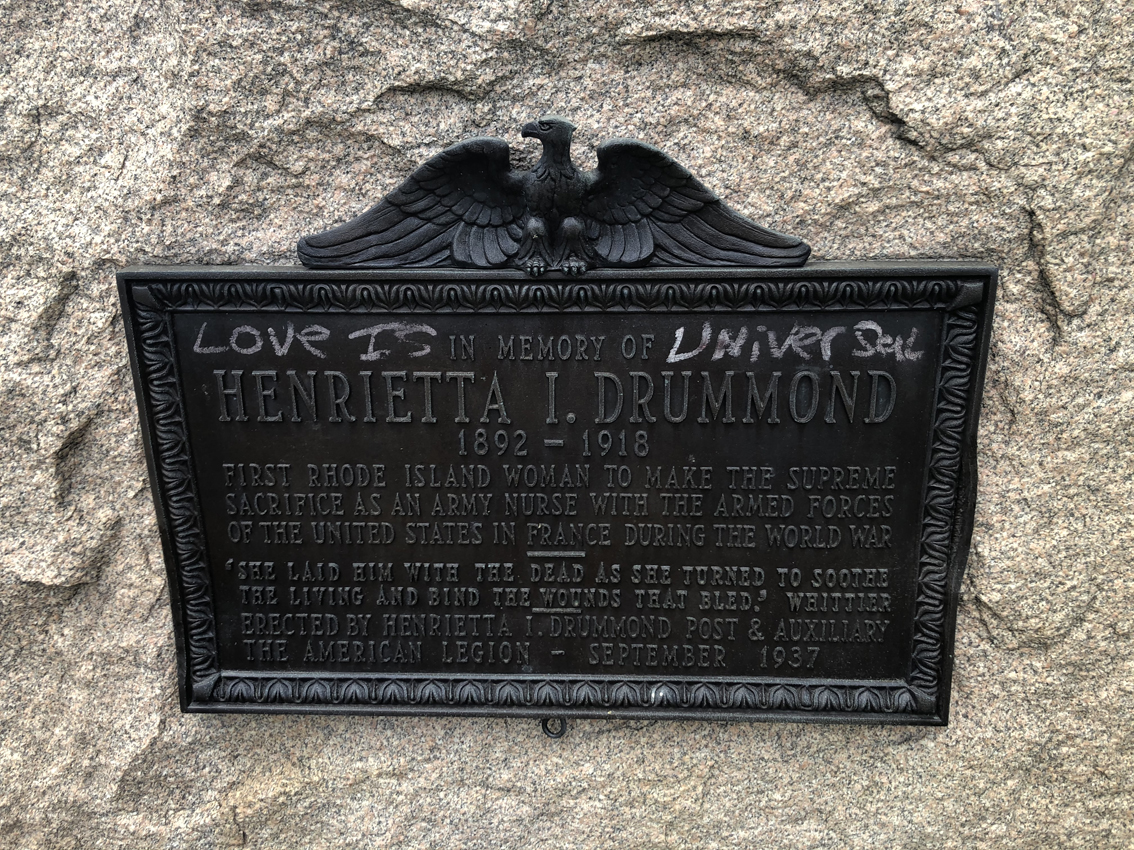 Love Is IN MEMORY OF Universal
HENRIETTA I. DRUMMOND
1892 – 1918
FIRST RHODE ISLAND WOMAN TO MAKE THE SUPREME
SACRIFICE AS AN ARMY NURSE WITH THE ARMED FORCES
OF THE UNITED STATES IN FRANCE DURING THE WORLD WAR
'SHE LAID HIM WITH THE DEAD AS SHE TURNED TO SOOTHE
THE LIVING AND BIND THE WOUNDS THAT BLED.' WHITTIER
ERECTED BY HENRIETTA I. DRUMMOND POST & AUXILIARY
THE AMERICAN LEGION – SEPTEMBER 1937